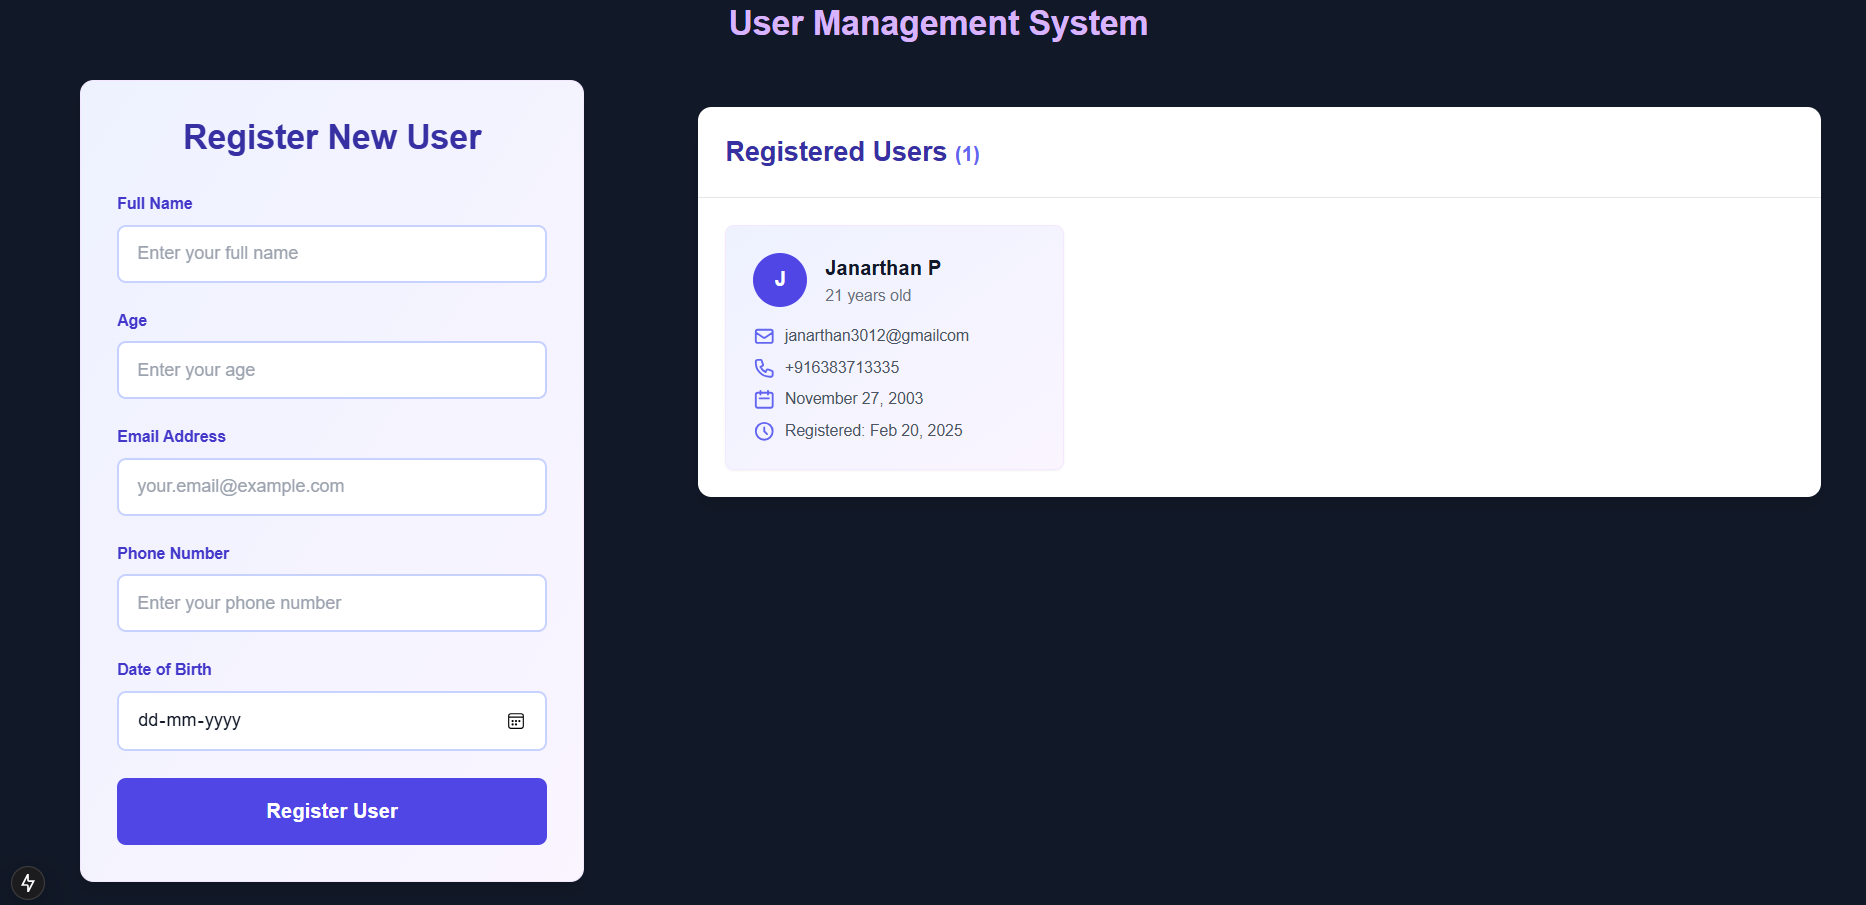 User Management System
Register New User
Full Name
Enter your full name
Age
Enter your age
Email Address
your.email@example.com
Phone Number
Enter your phone number
Date of Birth
dd-mm-yyyy
Register User
Registered Users (1)
J
Janarthan P
21 years old
janarthan3012@gmailcom
+916383713335
November 27, 2003
Registered: Feb 20, 2025